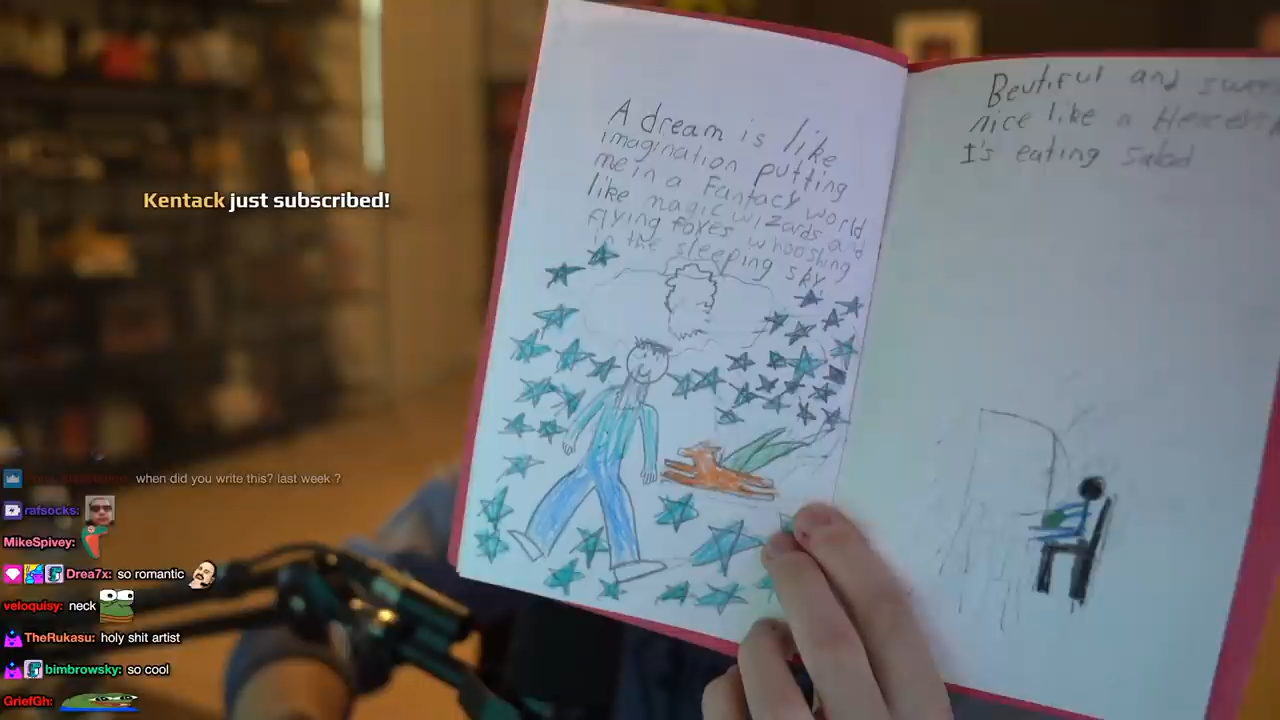 A dream is like
imagination putting
me in a Fantacy world
like magic wizards and
flying foxes whooshing
in the sleeping sky
Beutiful and
nice like a
I's eating salad
Kentack just subscribed!
when did you write this? last week ?
rafsocks:
MikeSpivey:
Drea7x: so romantic
veloquisy: neck
TheRukasu: holy shit artist
bimbrowsky: so cool
GriefGh: